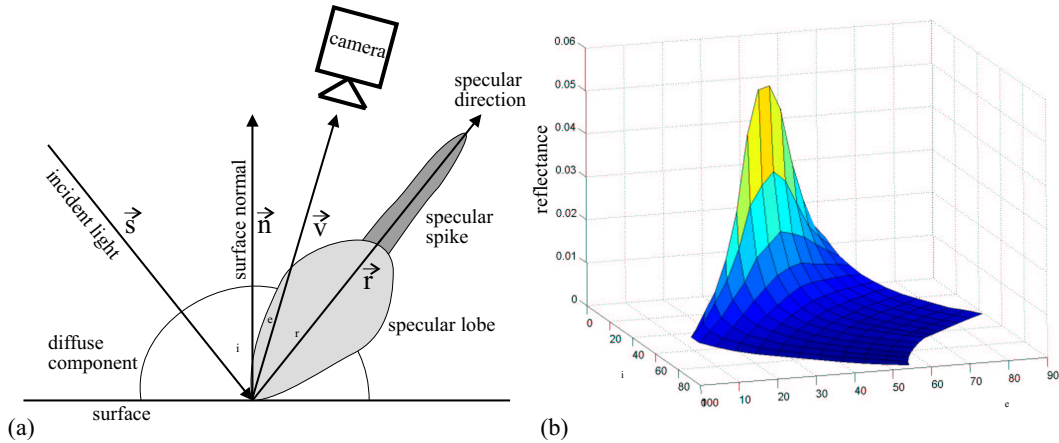 camera
specular
direction
incident light
s
surface normal
n
v
specular
spike
r
e
r
i
specular lobe
diffuse
component
surface
(a)
0.06
0.05
0.04
0.03
0.02
0.01
0
reflectance
0
20
40
60
80
i
10
20
30
40
50
60
70
80
90
e
(b)